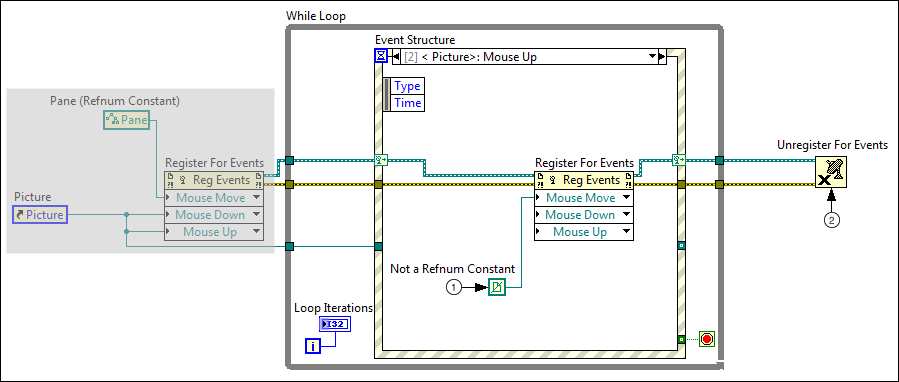 While Loop
Event Structure
[2] < Picture>: Mouse Up
Type
Time
Pane (Refnum Constant)
Pane
Register For Events
Reg Events
Mouse Move
Mouse Down
Mouse Up
Picture
Picture
Register For Events
Reg Events
Mouse Move
Mouse Down
Mouse Up
Unregister For Events
X
2
Not a Refnum Constant
1
Loop Iterations
I32
i